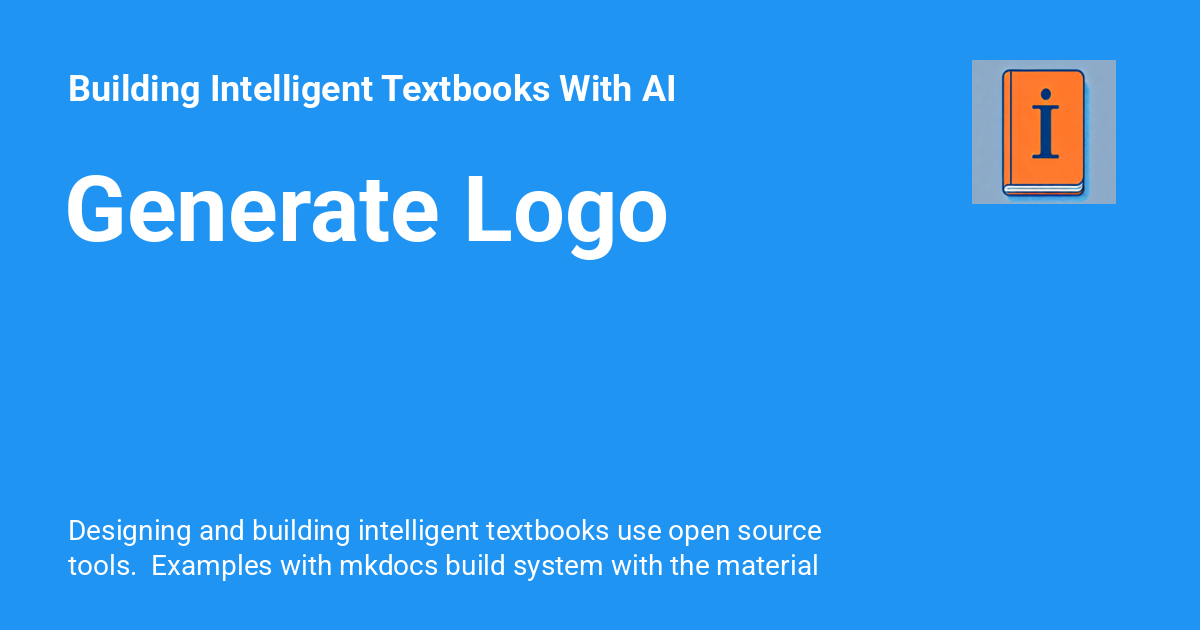 Building Intelligent Textbooks With AI
i
Generate Logo
Designing and building intelligent textbooks use open source
tools.  Examples with mkdocs build system with the material